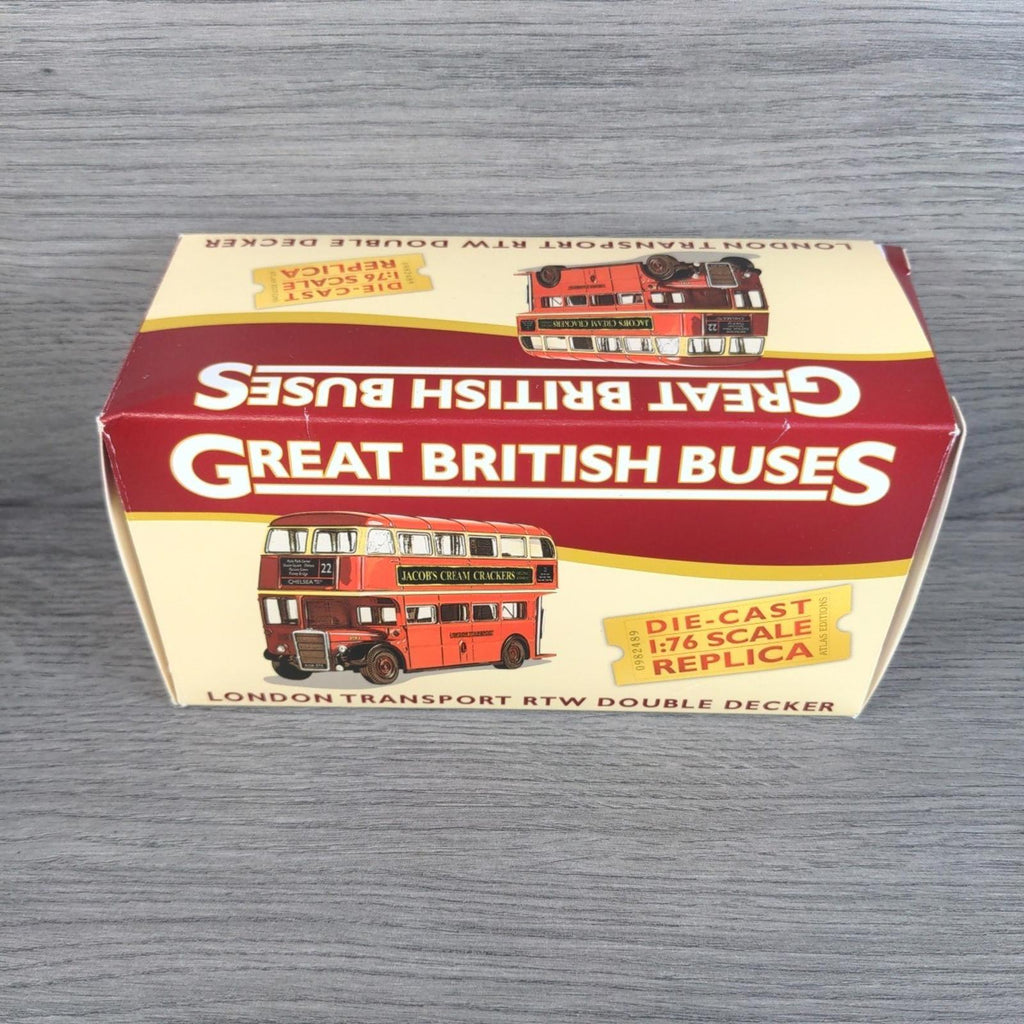 LONDON TRANSPORT RTW DOUBLE DECKER
DIE-CAST
1:76 SCALE
REPLICA
JACOB'S CREAM CRACKERS
22
GREAT BRITISH BUSES
GREAT BRITISH BUSES
22
CHELSEA
JACOB'S CREAM CRACKERS
LONDON TRANSPORT
0982489
DIE-CAST
1:76 SCALE
REPLICA
ATLAS EDITIONS
LONDON TRANSPORT RTW DOUBLE DECKER